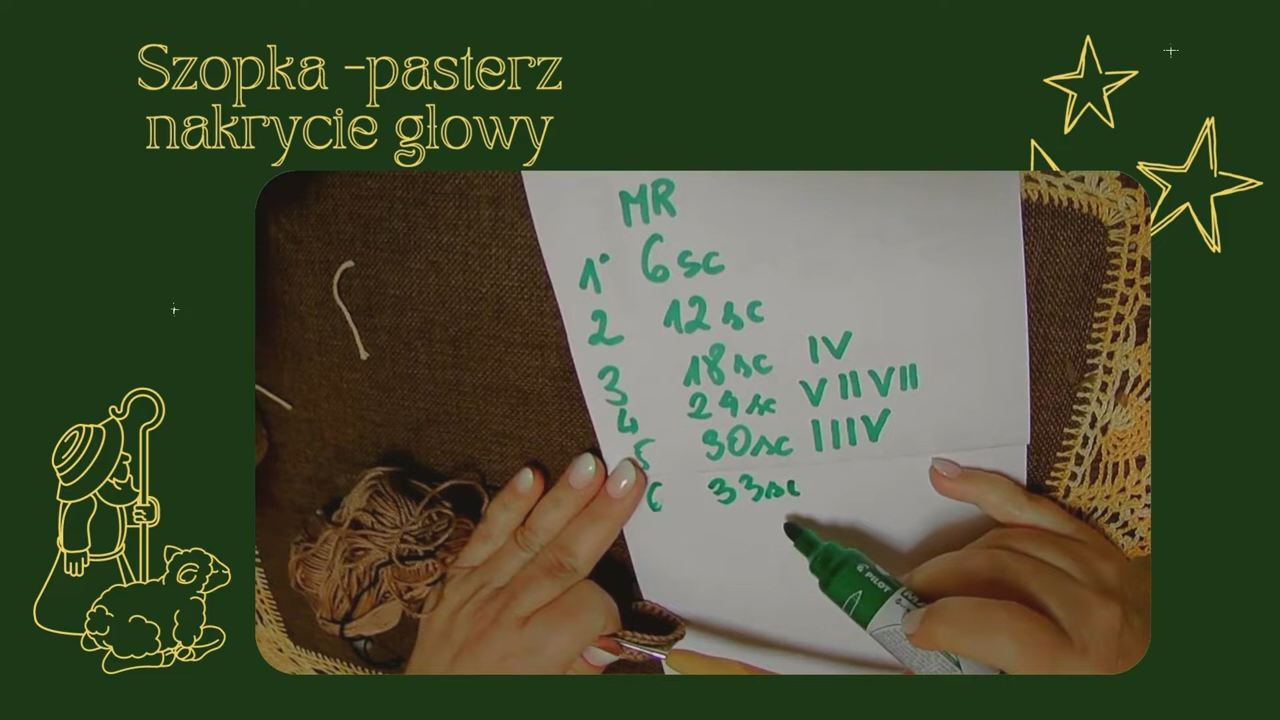 Szopka -pasterz
nakrycie głowy
MR
1° 6sc
2 12sc
3 18sc IV
4 24sc VIIVII
5 30sc IIIV
6 33sc
PILOT